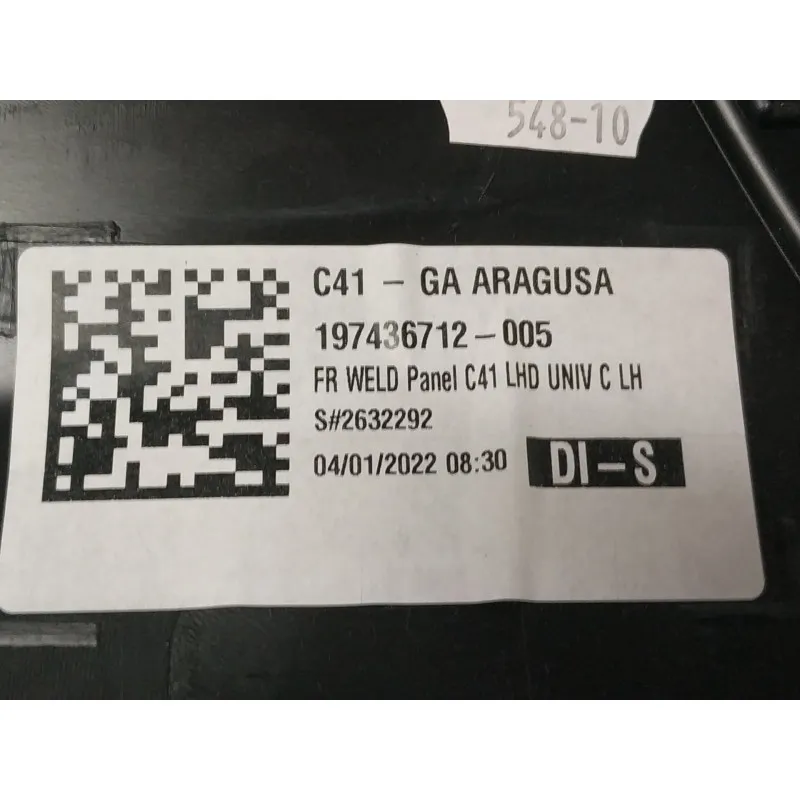 548-10
C41 - GA ARAGUSA
197436712-005
FR WELD Panel C41 LHD UNIV C LH
S#2632292
04/01/2022 08:30 DI-S